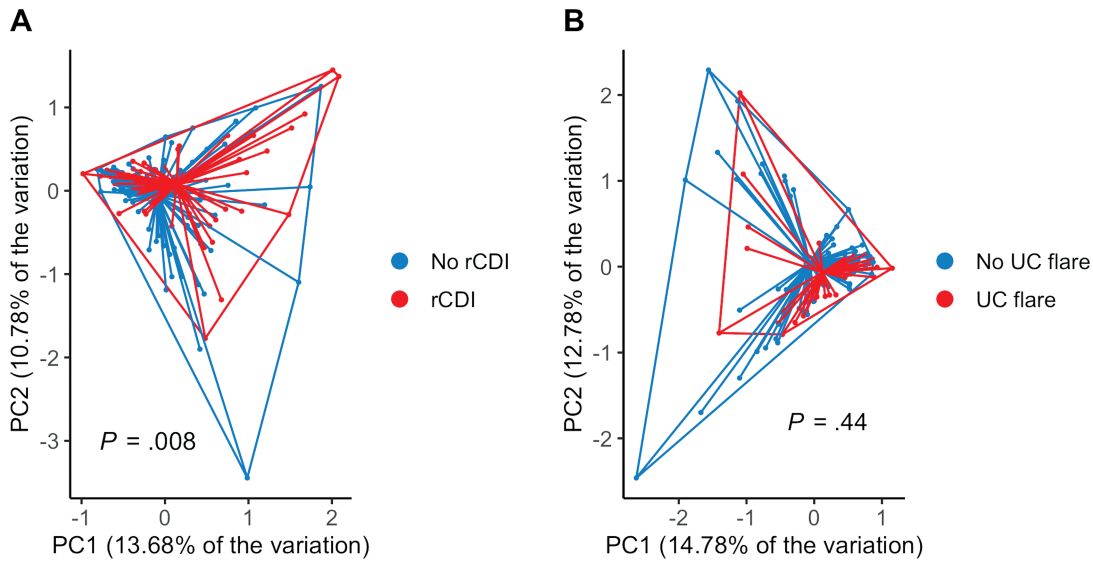 A
PC2 (10.78% of the variation)
1
0
-1
-2
-3
P = .008
-1 0 1 2
PC1 (13.68% of the variation)
No rCDI
rCDI
B
PC2 (12.78% of the variation)
2
1
0
-1
-2
P = .44
-2 -1 0 1
PC1 (14.78% of the variation)
No UC flare
UC flare